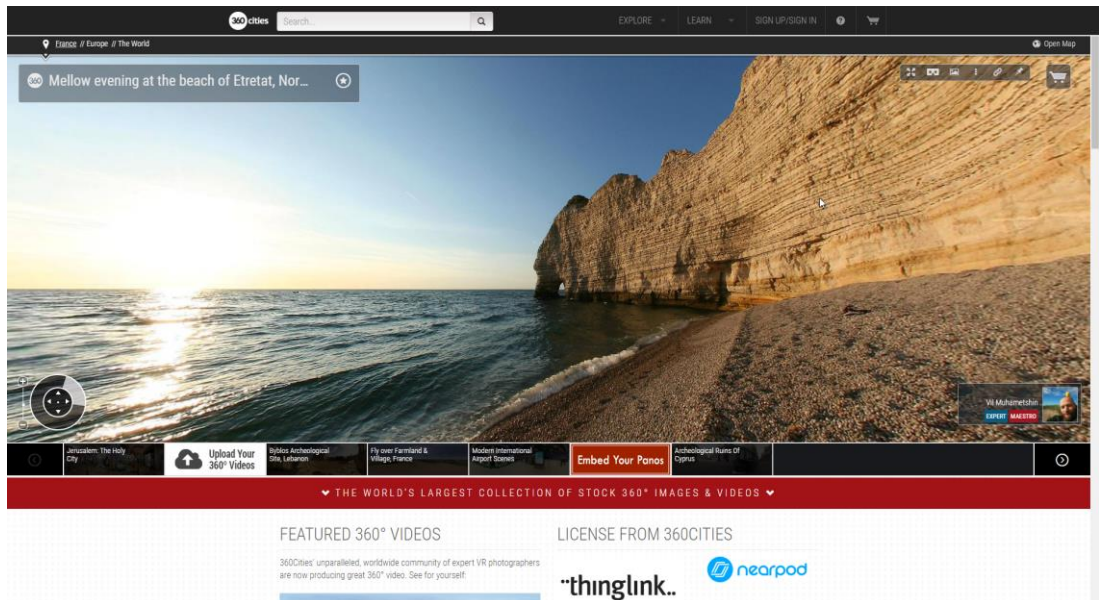 360 cities
Search...
EXPLORE
LEARN
SIGN UP/SIGN IN
?
France // Europe // The World
Open Map
360 Mellow evening at the beach of Etretat, Nor...
Vil Muhametshin
EXPERT MAESTRO
Jerusalem: The Holy
City
Upload Your
360° Videos
Byblos Archeological
Site, Lebanon
Fly over Farmland &
Village, France
Modern International
Airport Scenes
Embed Your Panos
Archeological Ruins Of
Cyprus
THE WORLD'S LARGEST COLLECTION OF STOCK 360° IMAGES & VIDEOS
FEATURED 360° VIDEOS
360Cities' unparalleled, worldwide community of expert VR photographers
are now producing great 360° video. See for yourself:
LICENSE FROM 360CITIES
¨thınglınk..
nearpod